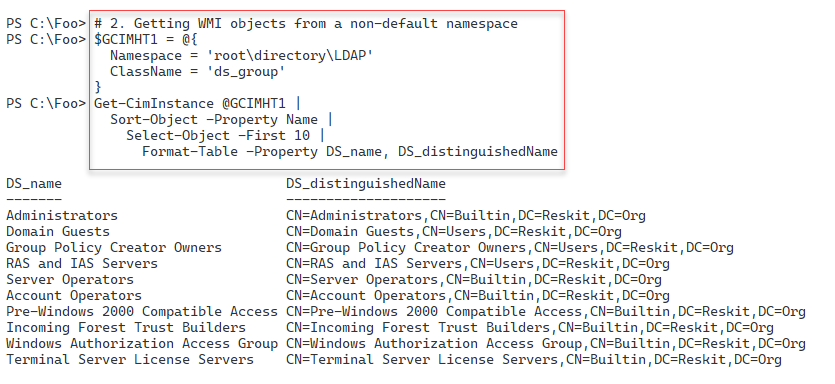 PS C:\Foo> # 2. Getting WMI objects from a non-default namespace
PS C:\Foo> $GCIMHT1 = @{
  Namespace = 'root\directory\LDAP'
  ClassName = 'ds_group'
}
PS C:\Foo> Get-CimInstance @GCIMHT1 |
  Sort-Object -Property Name |
    Select-Object -First 10 |
      Format-Table -Property DS_name, DS_distinguishedName
DS_name                            DS_distinguishedName
-------                            --------------------
Administrators                     CN=Administrators,CN=Builtin,DC=Reskit,DC=Org
Domain Guests                      CN=Domain Guests,CN=Users,DC=Reskit,DC=Org
Group Policy Creator Owners        CN=Group Policy Creator Owners,CN=Users,DC=Reskit,DC=Org
RAS and IAS Servers                CN=RAS and IAS Servers,CN=Users,DC=Reskit,DC=Org
Server Operators                   CN=Server Operators,CN=Builtin,DC=Reskit,DC=Org
Account Operators                  CN=Account Operators,CN=Builtin,DC=Reskit,DC=Org
Pre-Windows 2000 Compatible Access CN=Pre-Windows 2000 Compatible Access,CN=Builtin,DC=Reskit,DC=Org
Incoming Forest Trust Builders     CN=Incoming Forest Trust Builders,CN=Builtin,DC=Reskit,DC=Org
Windows Authorization Access Group CN=Windows Authorization Access Group,CN=Builtin,DC=Reskit,DC=Org
Terminal Server License Servers    CN=Terminal Server License Servers,CN=Builtin,DC=Reskit,DC=Org